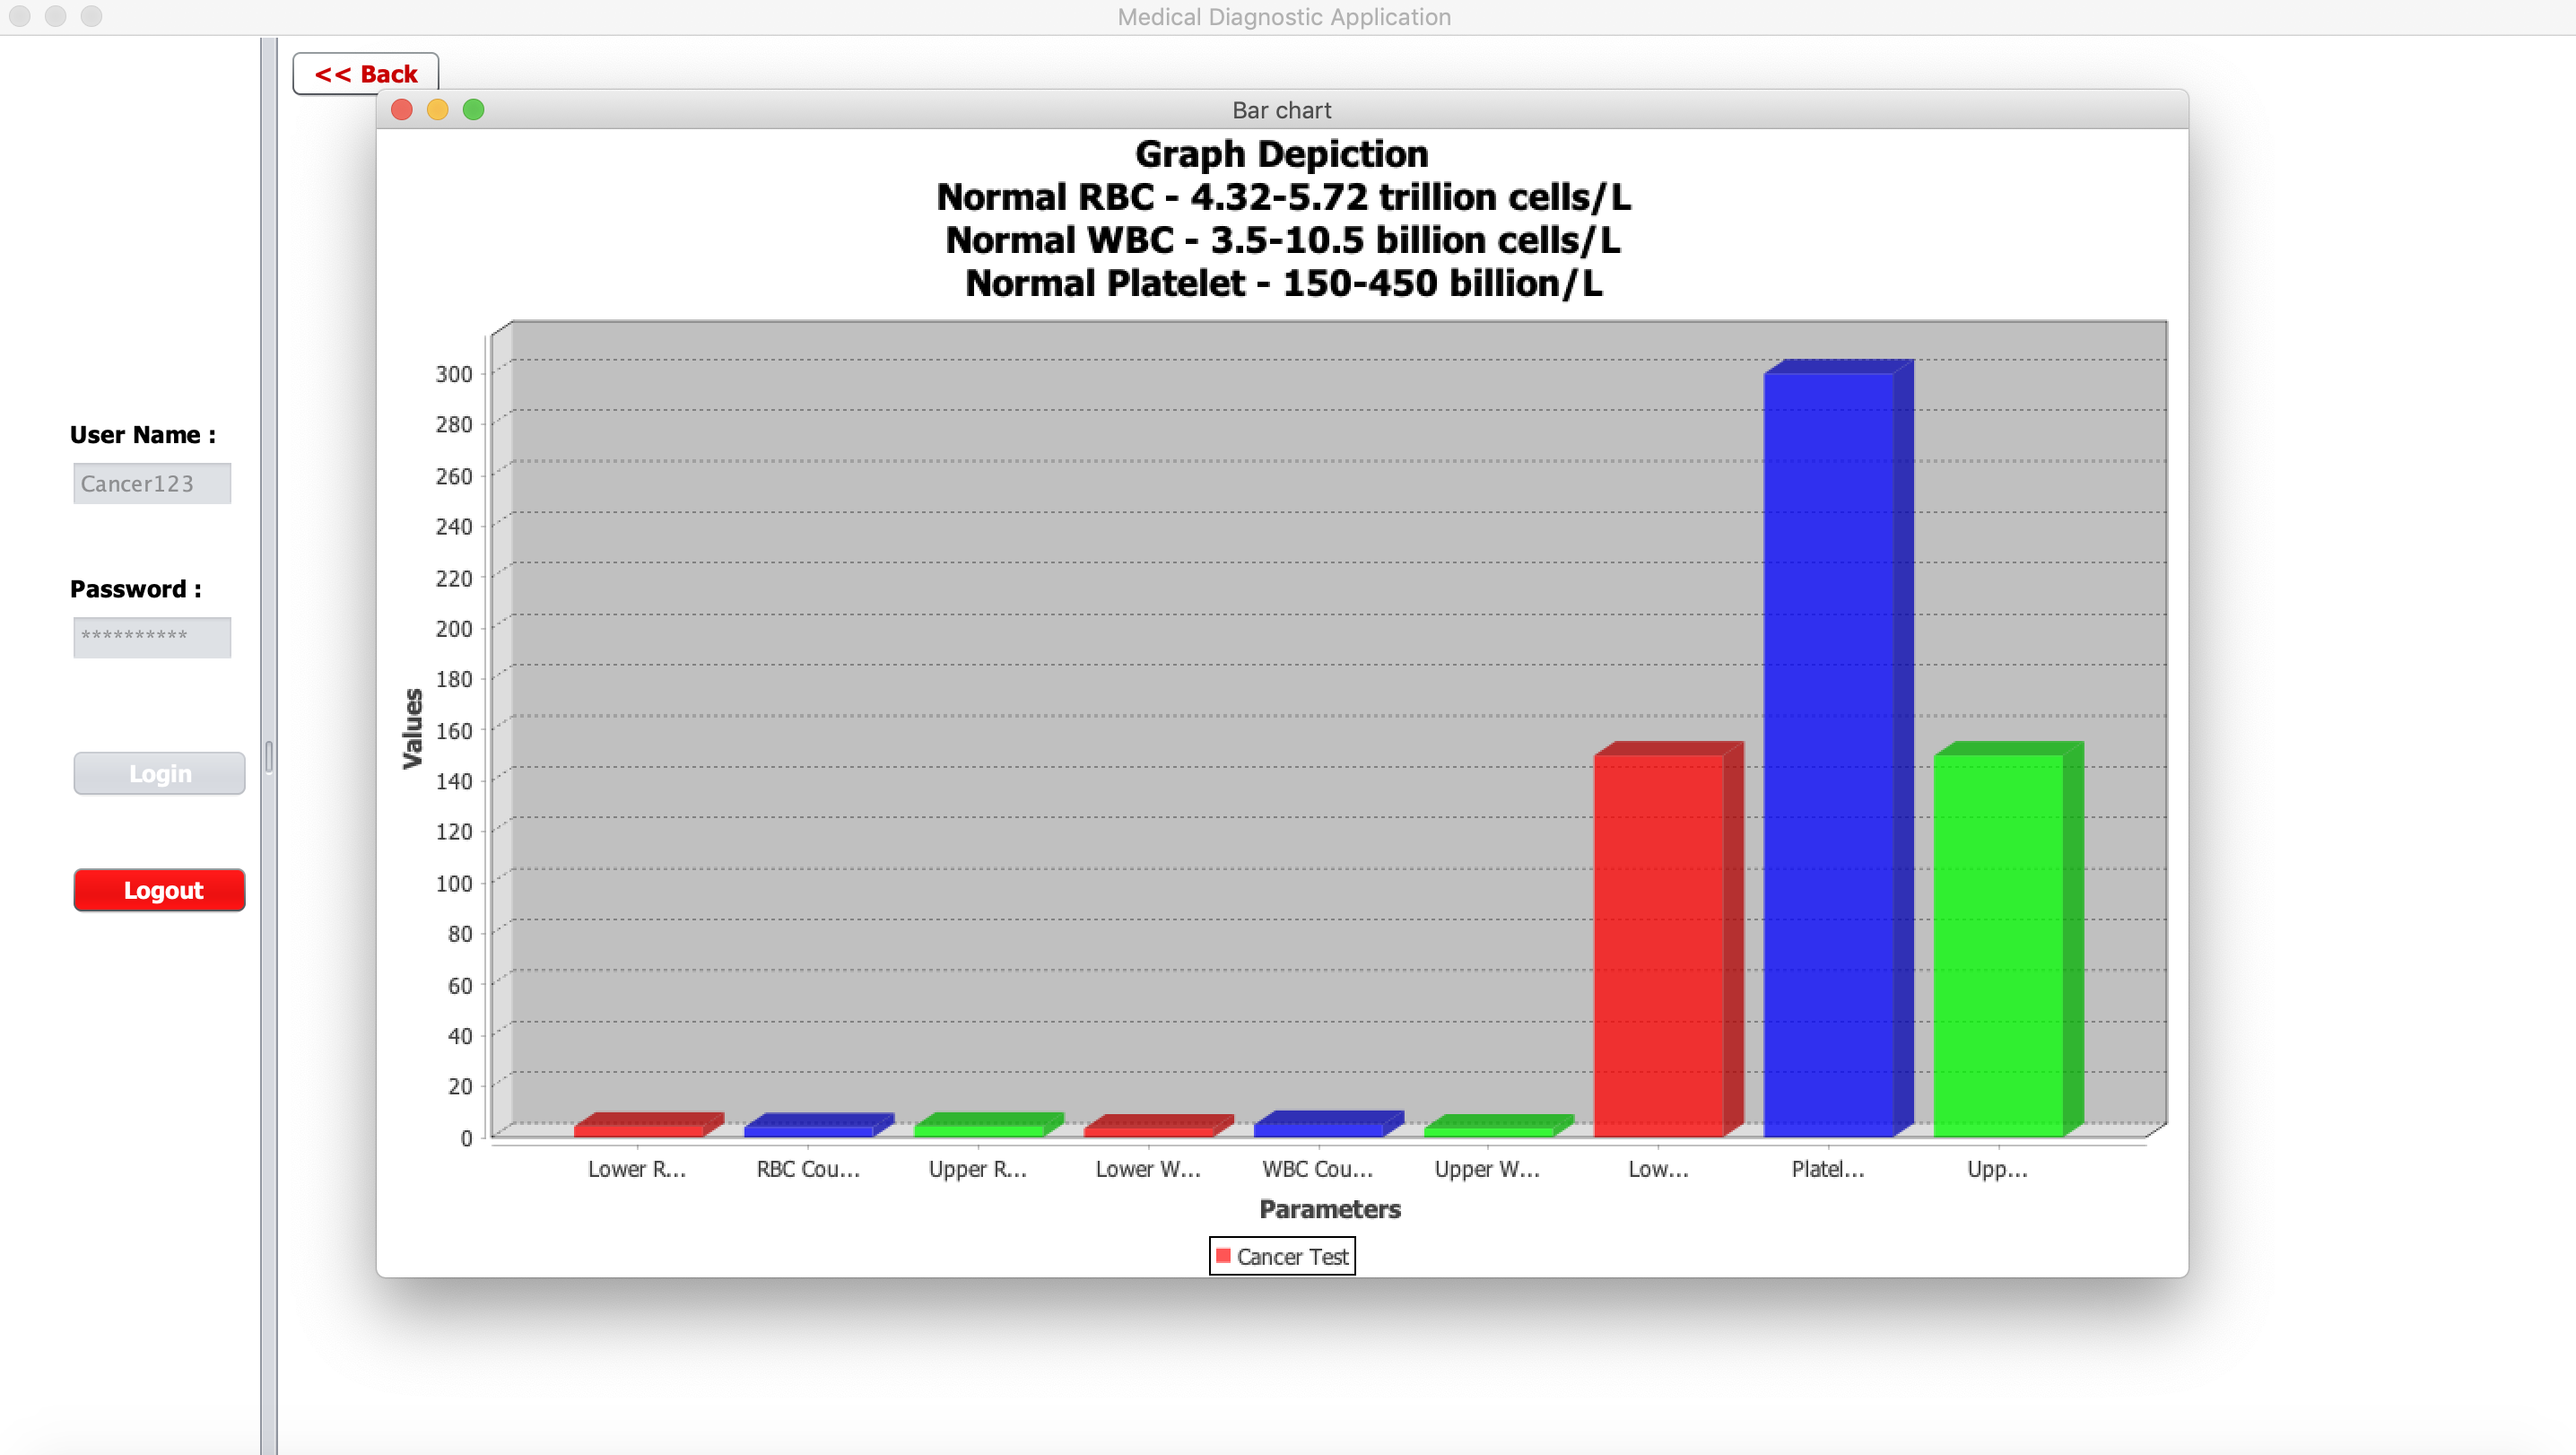 Medical Diagnostic Application
<< Back
Bar chart
Graph Depiction
Normal RBC - 4.32-5.72 trillion cells/L
Normal WBC - 3.5-10.5 billion cells/L
Normal Platelet - 150-450 billion/L
User Name :
Cancer123
Password :
**********
Login
Logout
Values
300
280
260
240
220
200
180
160
140
120
100
80
60
40
20
0
Lower R... RBC Cou... Upper R... Lower W... WBC Cou... Upper W... Low... Platel... Upp...
Parameters
Cancer Test